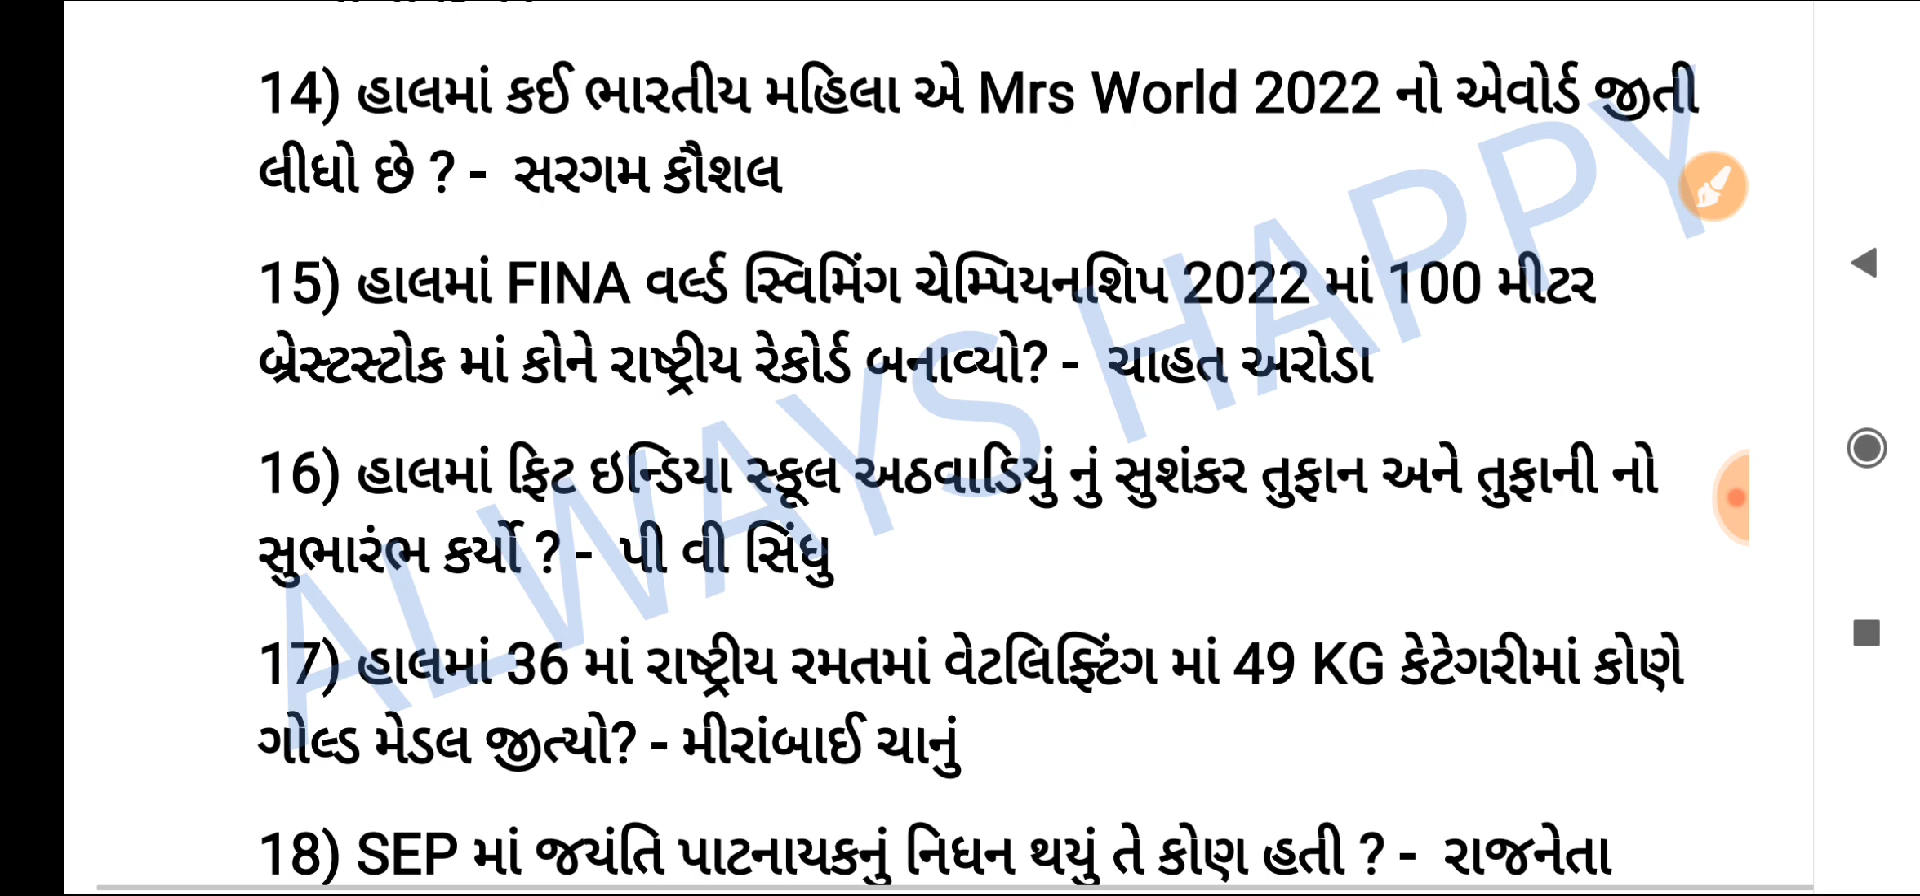 14) હાલમાં કઈ ભારતીય મહિલા એ Mrs World 2022 નો એવોર્ડ જીતી
લીધો છે ? - સરગમ કૌશલ
15) હાલમાં FINA વર્લ્ડ સ્વિમિંગ ચેમ્પિયનશિપ 2022 માં 100 મીટર
બ્રેસ્ટસ્ટોક માં કોને રાષ્ટ્રીય રેકોર્ડ બનાવ્યો? - ચાહત અરોડા
16) હાલમાં ફિટ ઇન્ડિયા સ્કૂલ અઠવાડિયું નું સુશંકર તુફાન અને તુફાની નો
સુભારંભ કર્યો ? - પી વી સિંધુ
17) હાલમાં 36 માં રાષ્ટ્રીય રમતમાં વેટલિફ્ટિંગ માં 49 KG કેટેગરીમાં કોણે
ગોલ્ડ મેડલ જીત્યો? - મીરાંબાઈ ચાનું
18) SEP માં જયંતિ પાટનાયકનું નિધન થયું તે કોણ હતી ? - રાજનેતા
ALWAYS HAPPY